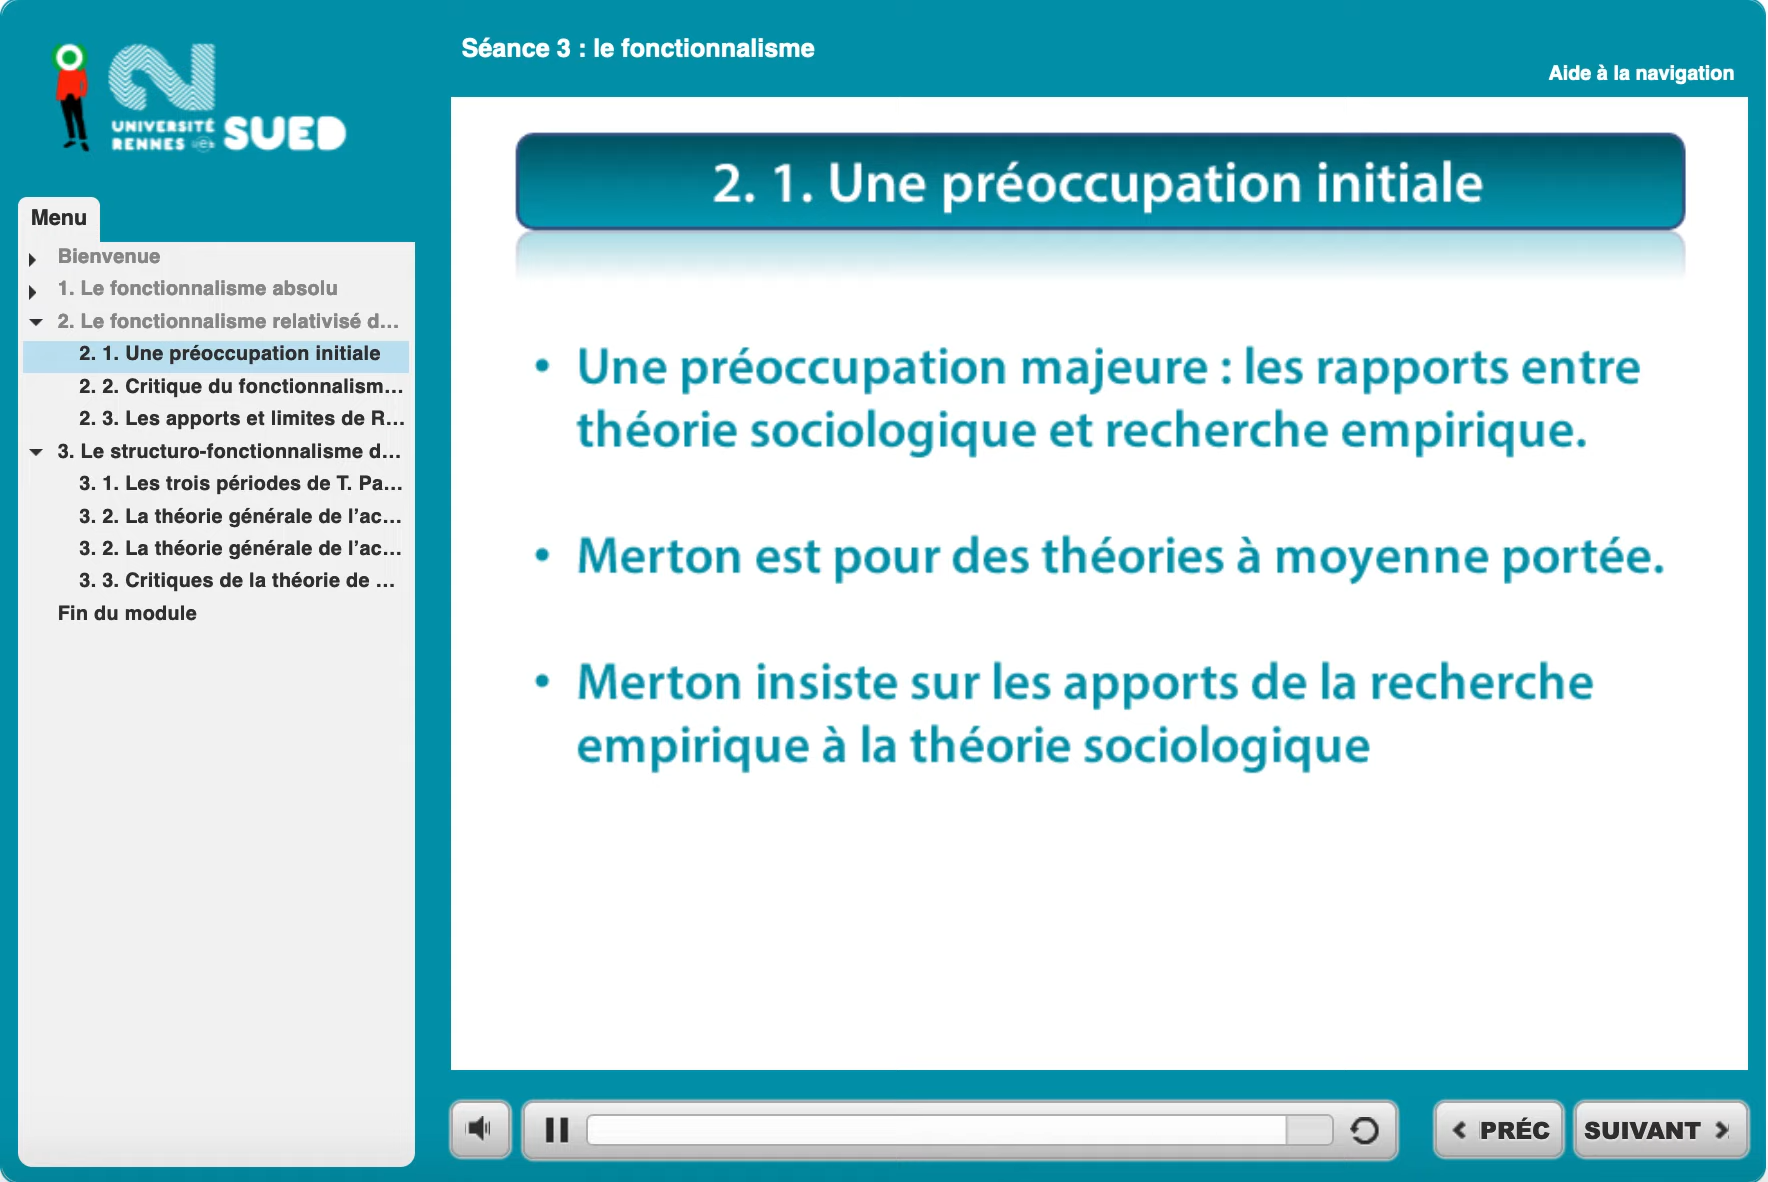 UNIVERSITÉ
RENNES
SUED
Séance 3 : le fonctionnalisme
Aide à la navigation
Menu
Bienvenue
1. Le fonctionnalisme absolu
2. Le fonctionnalisme relativisé d...
2. 1. Une préoccupation initiale
2. 2. Critique du fonctionnalism...
2. 3. Les apports et limites de R...
3. Le structuro-fonctionnalisme d...
3. 1. Les trois périodes de T. Pa...
3. 2. La théorie générale de l'ac...
3. 2. La théorie générale de l'ac...
3. 3. Critiques de la théorie de ...
Fin du module
2. 1. Une préoccupation initiale
• Une préoccupation majeure : les rapports entre
théorie sociologique et recherche empirique.
• Merton est pour des théories à moyenne portée.
• Merton insiste sur les apports de la recherche
empirique à la théorie sociologique
PRÉC
SUIVANT